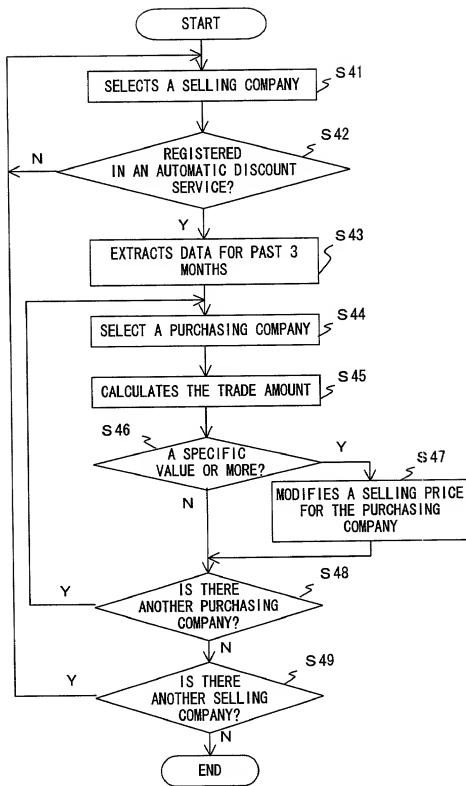 START
SELECTS A SELLING COMPANY
S41
REGISTERED
IN AN AUTOMATIC DISCOUNT
SERVICE?
S42
N
Y
EXTRACTS DATA FOR PAST 3
MONTHS
S43
SELECT A PURCHASING COMPANY
S44
CALCULATES THE TRADE AMOUNT
S45
S46
A SPECIFIC
VALUE OR MORE?
Y
N
S47
MODIFIES A SELLING PRICE
FOR THE PURCHASING
COMPANY
S48
IS THERE
ANOTHER PURCHASING
COMPANY?
Y
N
S49
IS THERE
ANOTHER SELLING
COMPANY?
Y
N
END